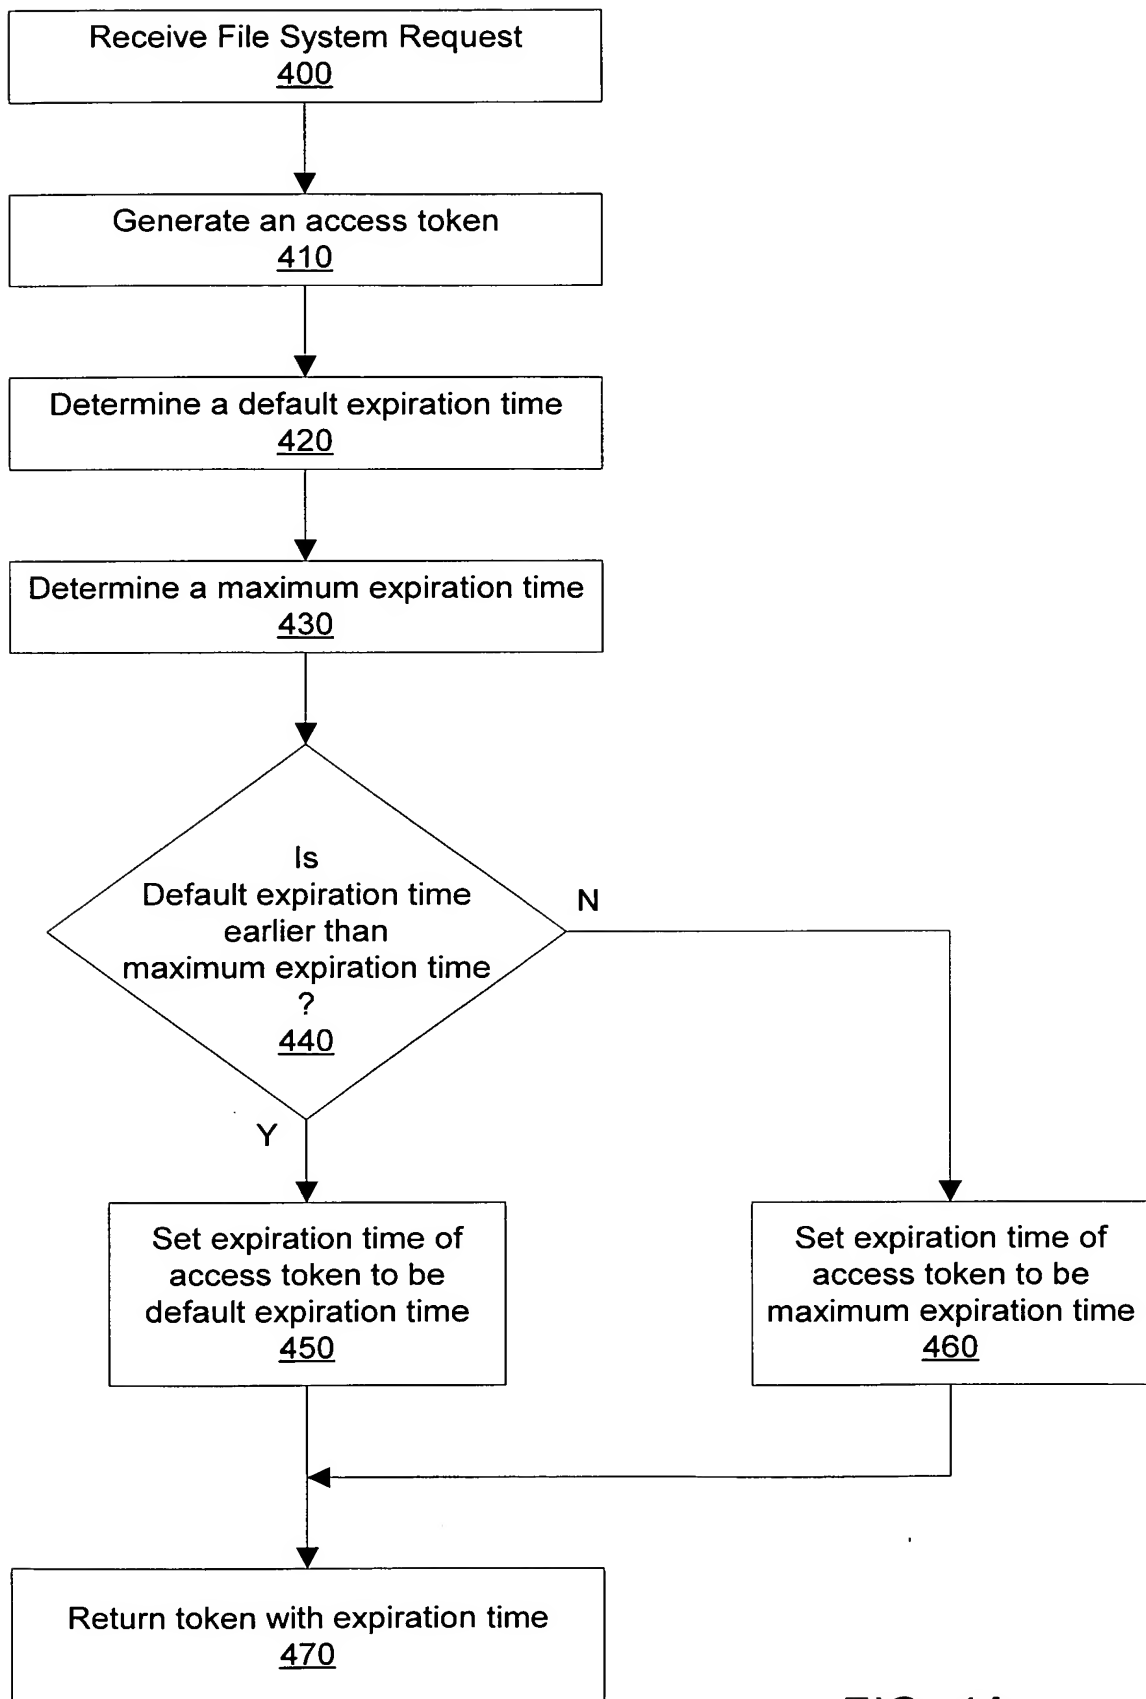 Receive File System Request
400
Generate an access token
410
Determine a default expiration time
420
Determine a maximum expiration time
430
Is
Default expiration time
earlier than
maximum expiration time
?
440
N
Y
Set expiration time of
access token to be
default expiration time
450
Set expiration time of
access token to be
maximum expiration time
460
Return token with expiration time
470